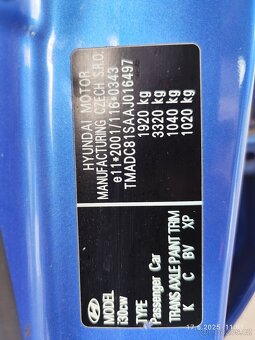 HYUNDAI MOTOR
MANUFACTURING CZECH S.R.O.
e11*2001/116*0343
TMADC81SAAJ016497
1920 kg
3320 kg
1040 kg
1020 kg
MODEL
i30cw
TYPE
Passenger Car
TRANS AXLE PAINT TRIM
K C BV XP